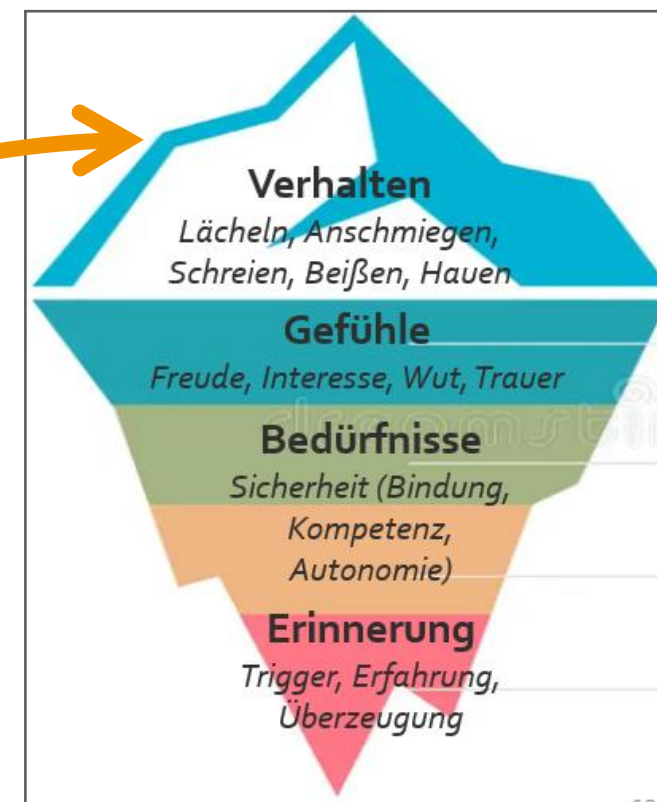 Verhalten
Lächeln, Anschmiegen,
Schreien, Beißen, Hauen
Gefühle
Freude, Interesse, Wut, Trauer
Bedürfnisse
Sicherheit (Bindung,
Kompetenz,
Autonomie)
Erinnerung
Trigger, Erfahrung,
Überzeugung